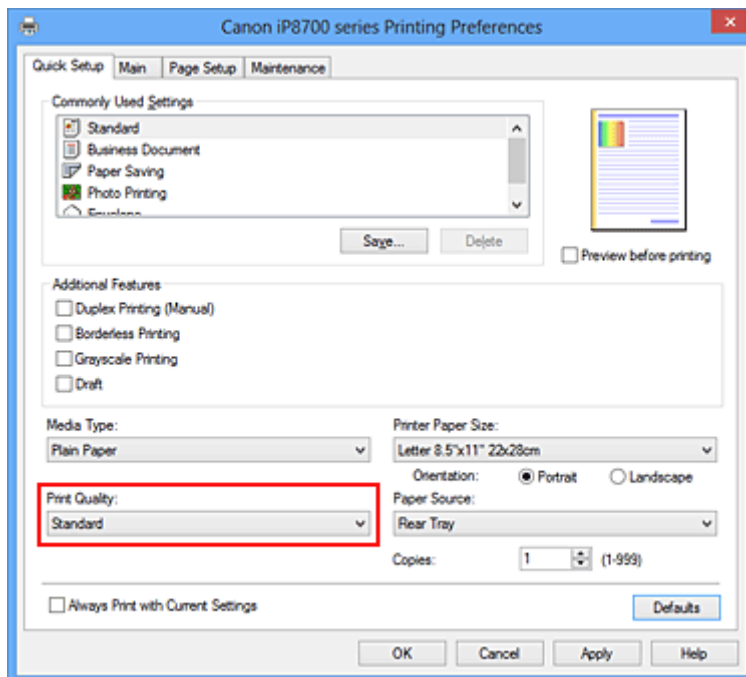 Canon iP8700 series Printing Preferences
Quick Setup Main Page Setup Maintenance
Commonly Used Settings
Standard
Business Document
Paper Saving
Photo Printing
Envelope
Save... Delete
Preview before printing
Additional Features
Duplex Printing (Manual)
Borderless Printing
Grayscale Printing
Draft
Media Type: Printer Paper Size:
Plain Paper Letter 8.5"x11" 22x28cm
Orientation: Portrait Landscape
Print Quality: Paper Source:
Standard Rear Tray
Copies: 1 (1-999)
Always Print with Current Settings Defaults
OK Cancel Apply Help